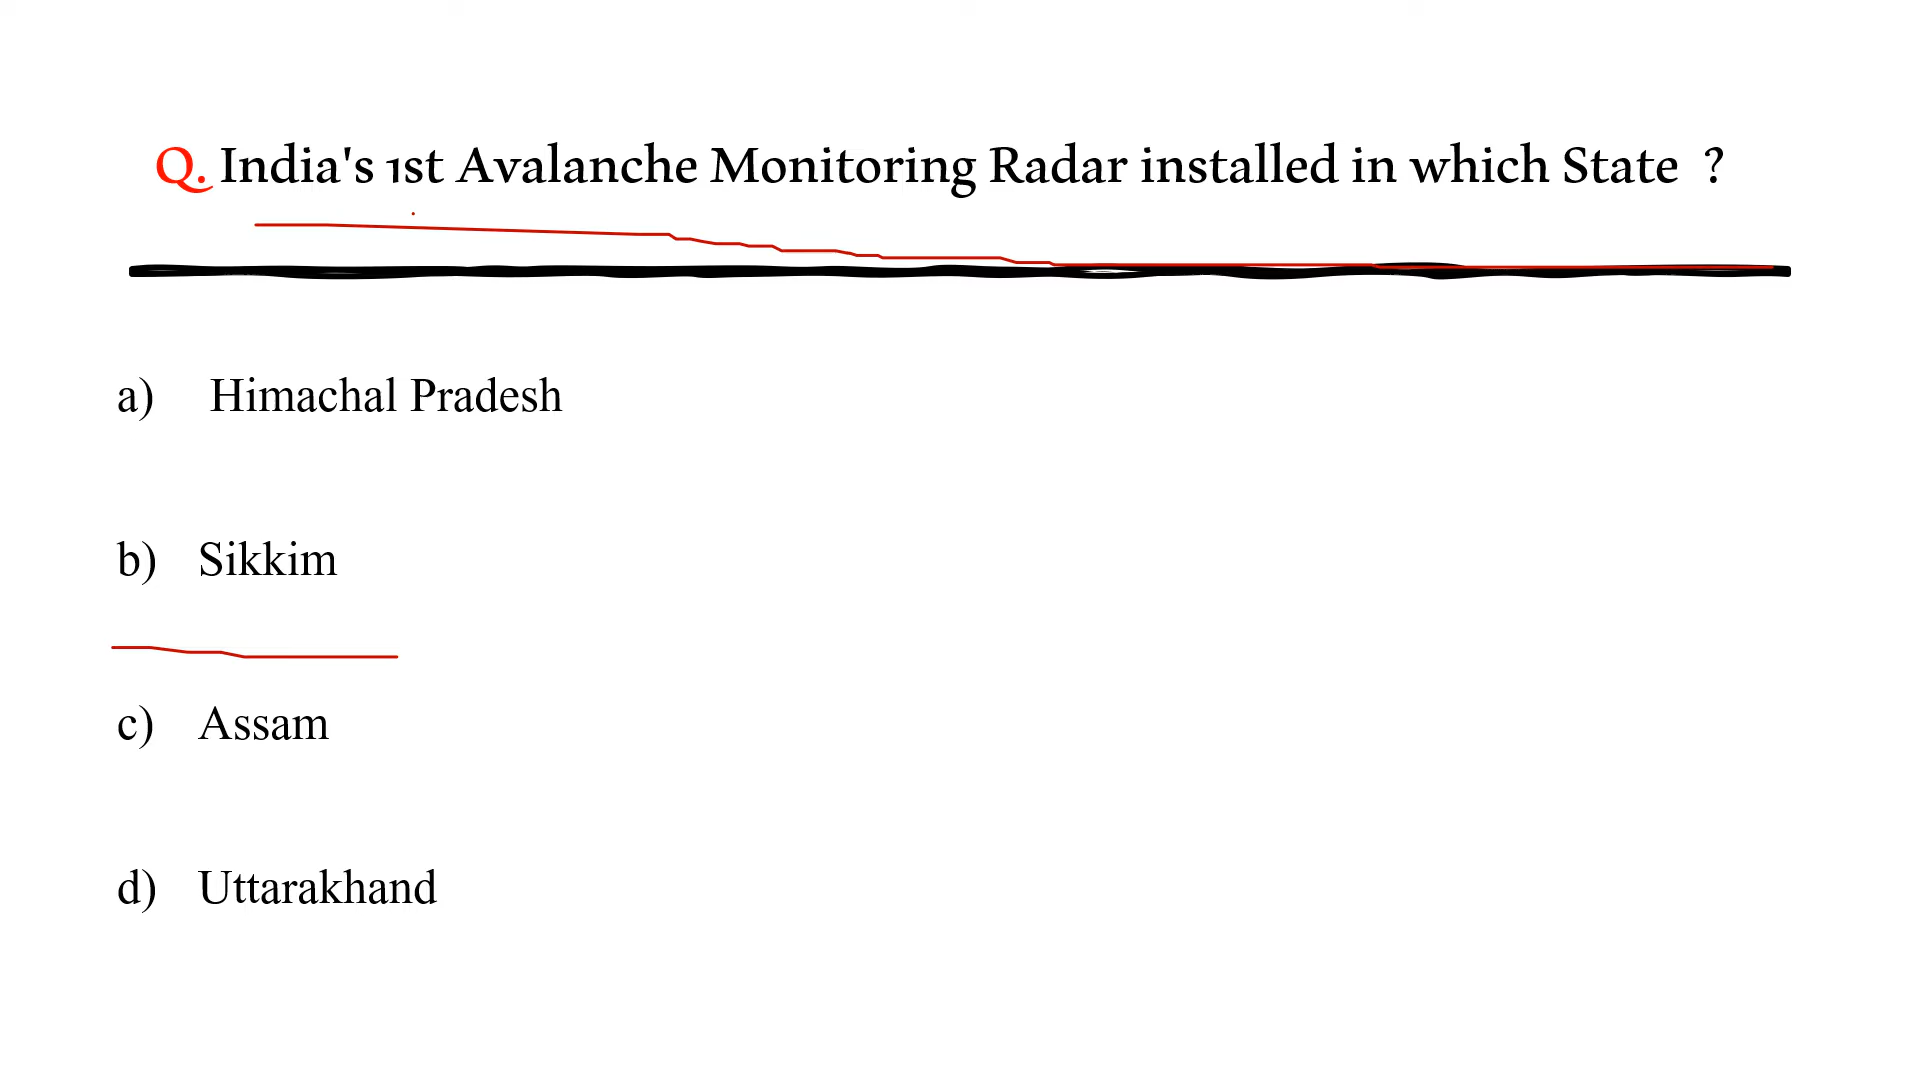 Q. India's 1st Avalanche Monitoring Radar installed in which State ?
a) Himachal Pradesh
b) Sikkim
c) Assam
d) Uttarakhand